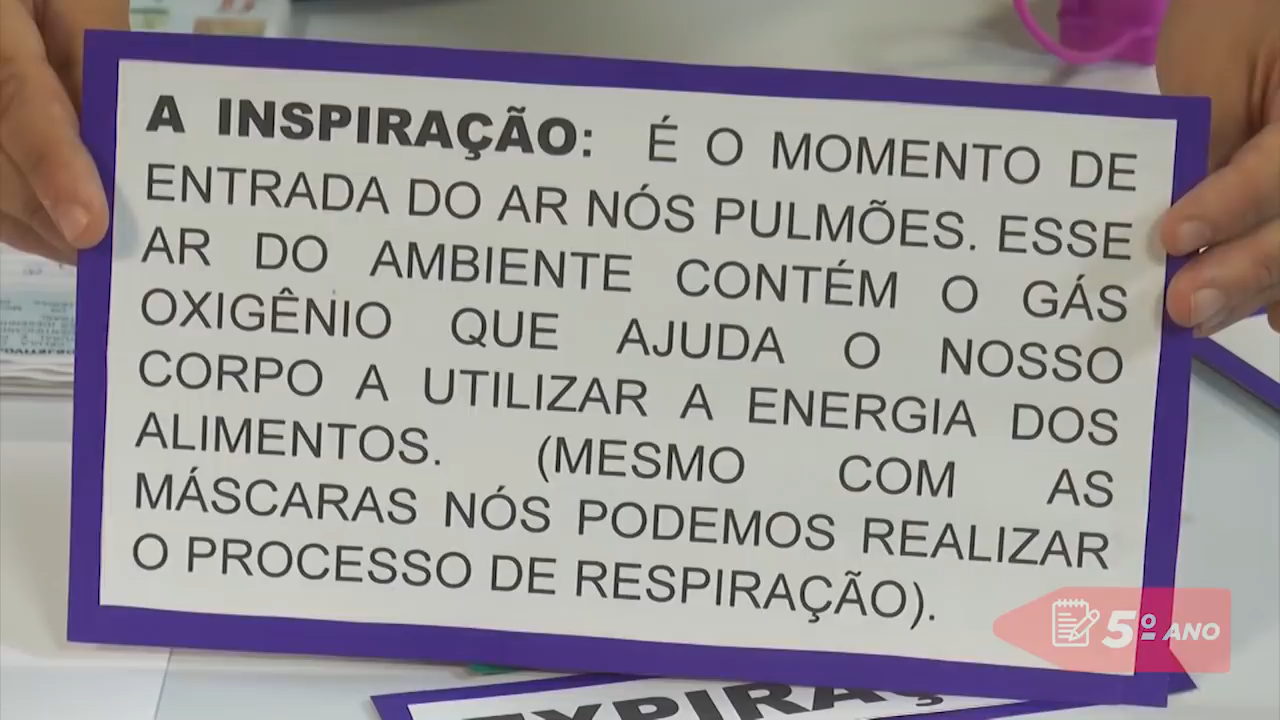 A INSPIRAÇÃO: É O MOMENTO DE
ENTRADA DO AR NÓS PULMÕES. ESSE
AR DO AMBIENTE CONTÉM O GÁS
OXIGÊNIO QUE AJUDA O NOSSO
CORPO A UTILIZAR A ENERGIA DOS
ALIMENTOS. (MESMO COM AS
MÁSCARAS NÓS PODEMOS REALIZAR
O PROCESSO DE RESPIRAÇÃO).
5º ANO